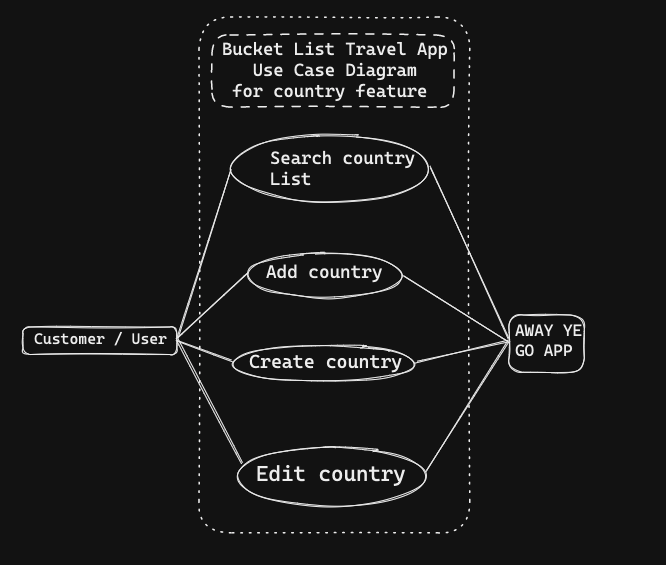 Bucket List Travel App
Use Case Diagram
for country feature
Search country
List
Add country
Customer / User
AWAY YE
GO APP
Create country
Edit country